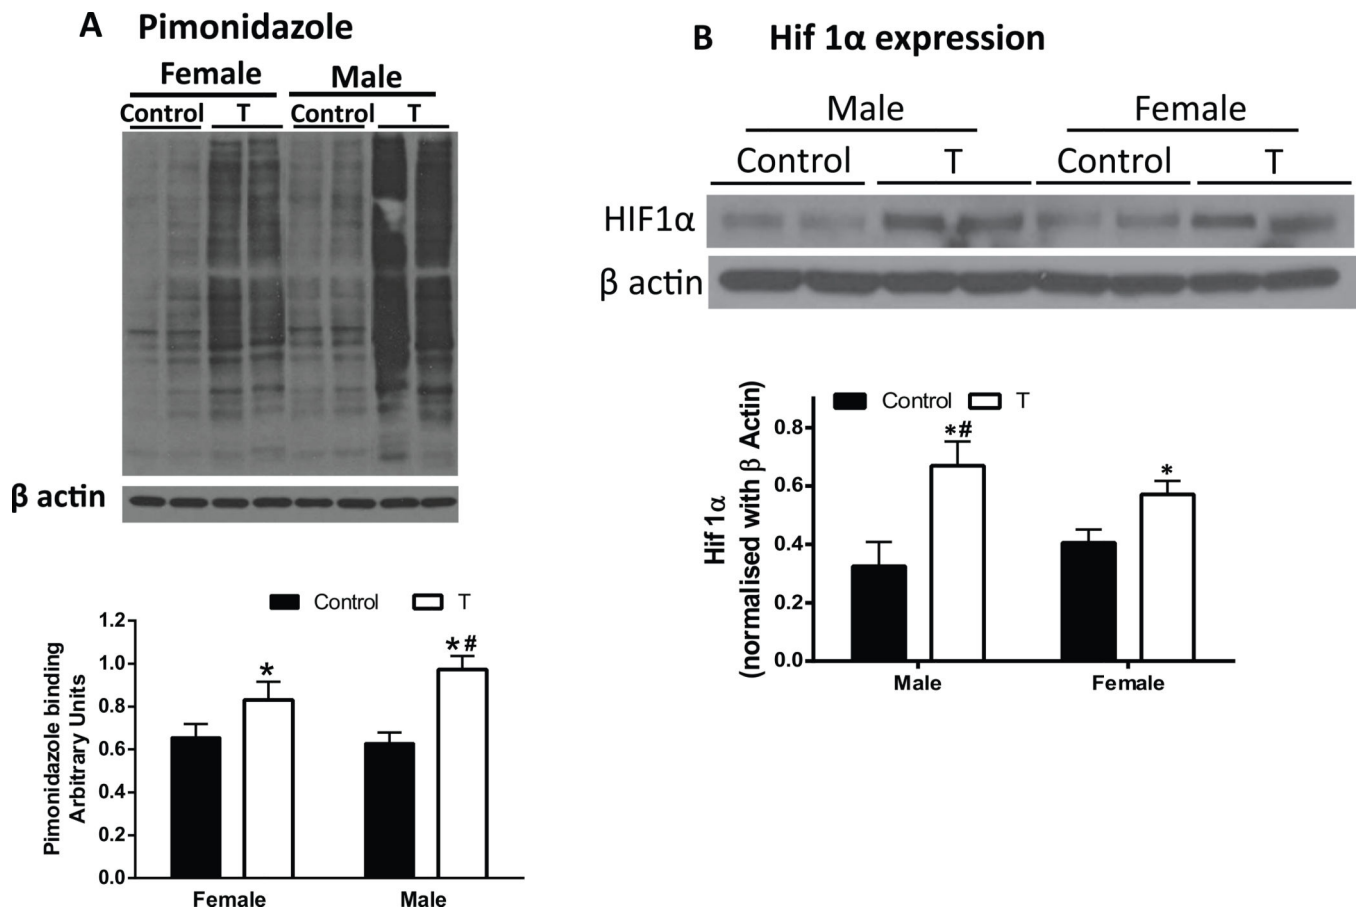 A Pimonidazole
Female Male
Control T Control T
β actin
Control T
Pimonidazole binding
Arbitrary Units
1.2
1.0
0.8
0.6
0.4
0.2
0.0
*
*#
Female Male
B Hif 1α expression
Male Female
Control T Control T
HIF1α
β actin
Control T
Hif 1α
(normalised with β Actin)
0.8
0.6
0.4
0.2
0.0
*#
*
Male Female